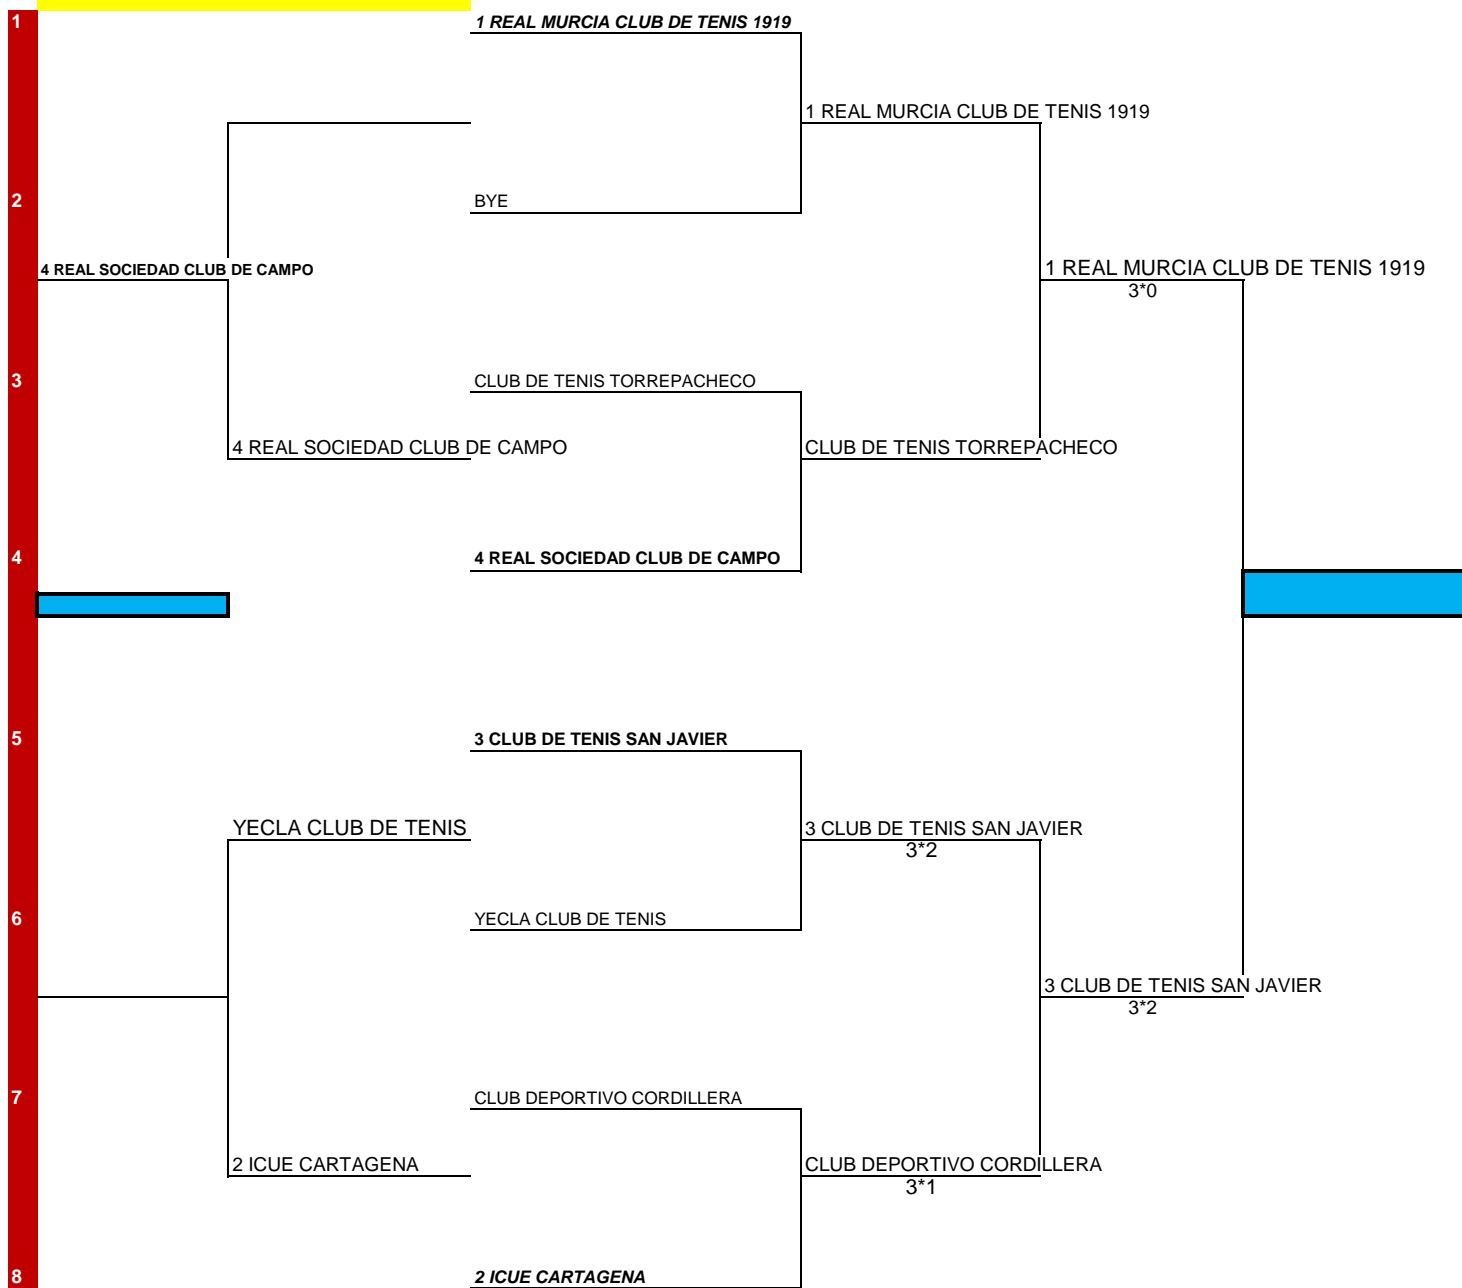 1
1 REAL MURCIA CLUB DE TENIS 1919
1 REAL MURCIA CLUB DE TENIS 1919
2
BYE
4 REAL SOCIEDAD CLUB DE CAMPO
1 REAL MURCIA CLUB DE TENIS 1919
3*0
3
CLUB DE TENIS TORREPACHECO
4 REAL SOCIEDAD CLUB DE CAMPO
CLUB DE TENIS TORREPACHECO
4
4 REAL SOCIEDAD CLUB DE CAMPO
5
3 CLUB DE TENIS SAN JAVIER
YECLA CLUB DE TENIS
3 CLUB DE TENIS SAN JAVIER
3*2
6
YECLA CLUB DE TENIS
3 CLUB DE TENIS SAN JAVIER
3*2
7
CLUB DEPORTIVO CORDILLERA
2 ICUE CARTAGENA
CLUB DEPORTIVO CORDILLERA
3*1
8
2 ICUE CARTAGENA